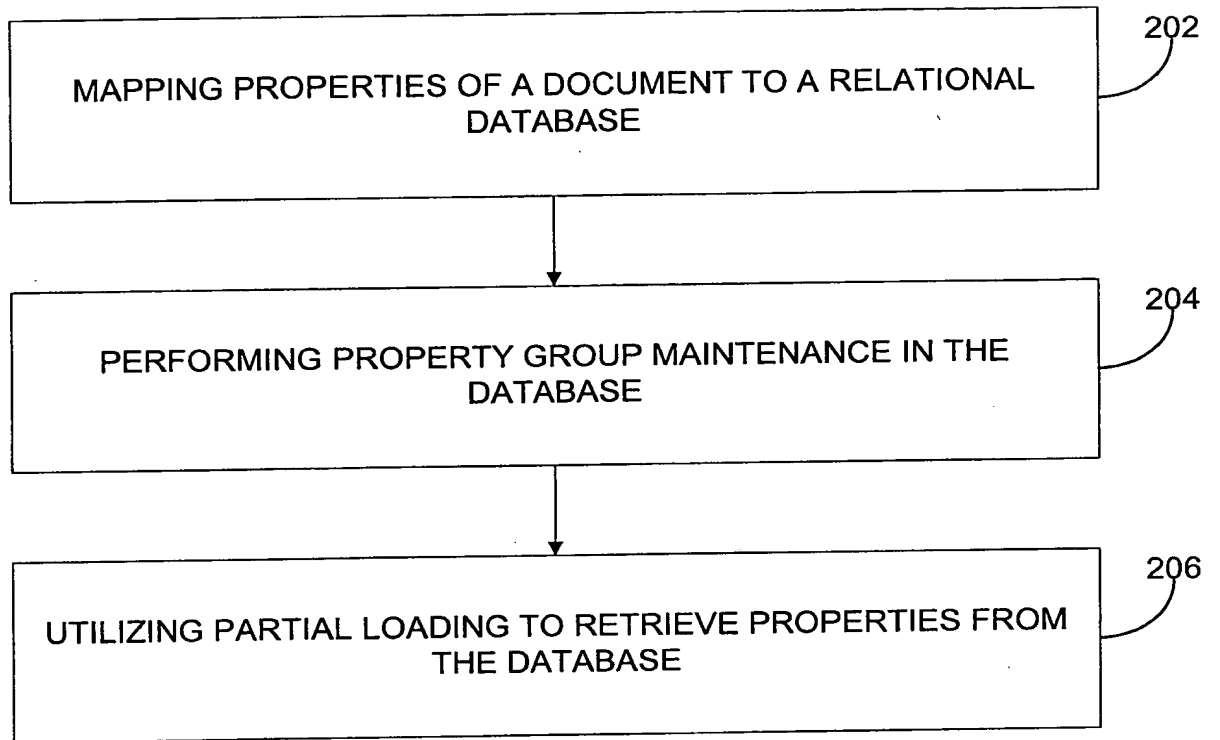 202
MAPPING PROPERTIES OF A DOCUMENT TO A RELATIONAL
DATABASE
204
PERFORMING PROPERTY GROUP MAINTENANCE IN THE
DATABASE
206
UTILIZING PARTIAL LOADING TO RETRIEVE PROPERTIES FROM
THE DATABASE